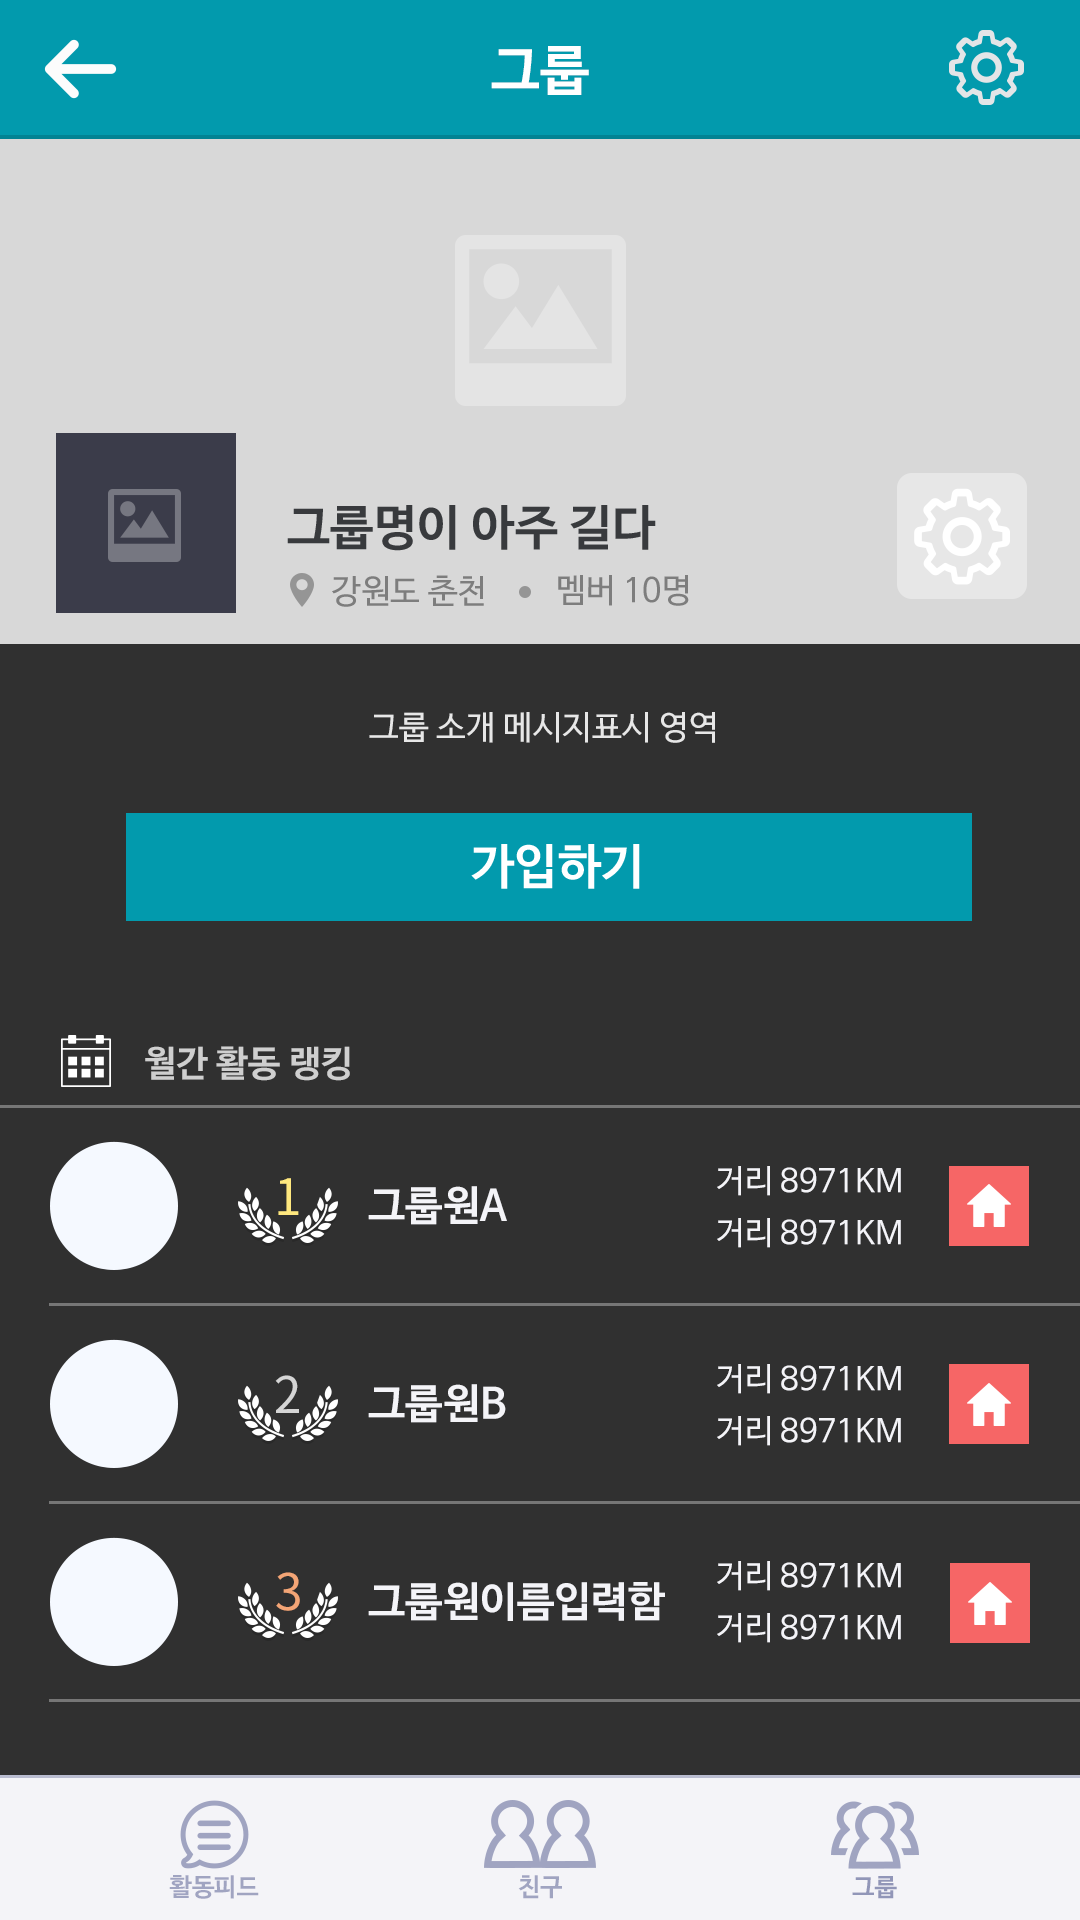 그룹
그룹명이 아주 길다
강원도 춘천 • 멤버 10명
그룹 소개 메시지표시 영역
가입하기
월간 활동 랭킹
1 그룹원A
거리 8971KM
거리 8971KM
2 그룹원B
거리 8971KM
거리 8971KM
3 그룹원이름입력함
거리 8971KM
거리 8971KM
활동피드 친구 그룹